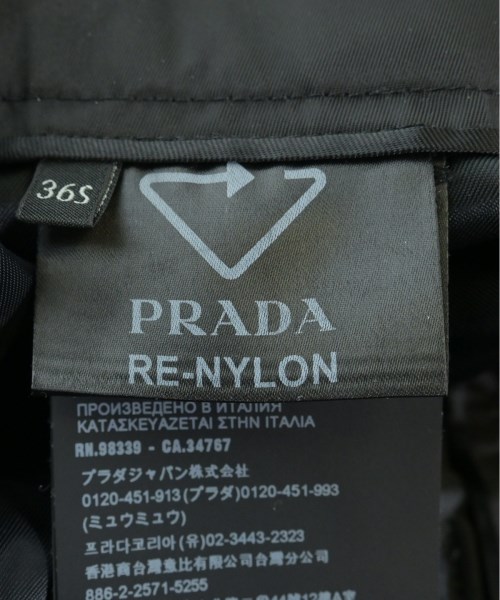 36S
PRADA
RE-NYLON
ПРОИЗВЕДЕНО В ИТАЛИЯ
ΚΑΤΑΣΚΕΥΑΖΕΤΑΙ ΣΤΗΝ ΙΤΑΛΙΑ
RN.98339 - CA.34767
プラダジャパン株式会社
0120-451-913(プラダ)0120-451-993
(ミュウミュウ)
프라다코리아(유) 02-3443-2323
香港商台灣壹比有限公司台灣分公司
886-2-2571-5255